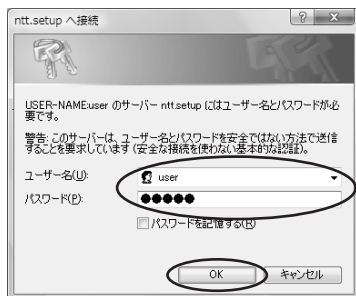 ntt.setup へ接続
USER-NAME:user のサーバー ntt.setup にはユーザー名とパスワードが必
要です。
警告: このサーバーは、ユーザー名とパスワードを安全ではない方法で送信
することを要求しています (安全な接続を使わない基本的な認証)。
ユーザー名(U): user
パスワード(P): ●●●●●
パスワードを記憶する(R)
OK キャンセル